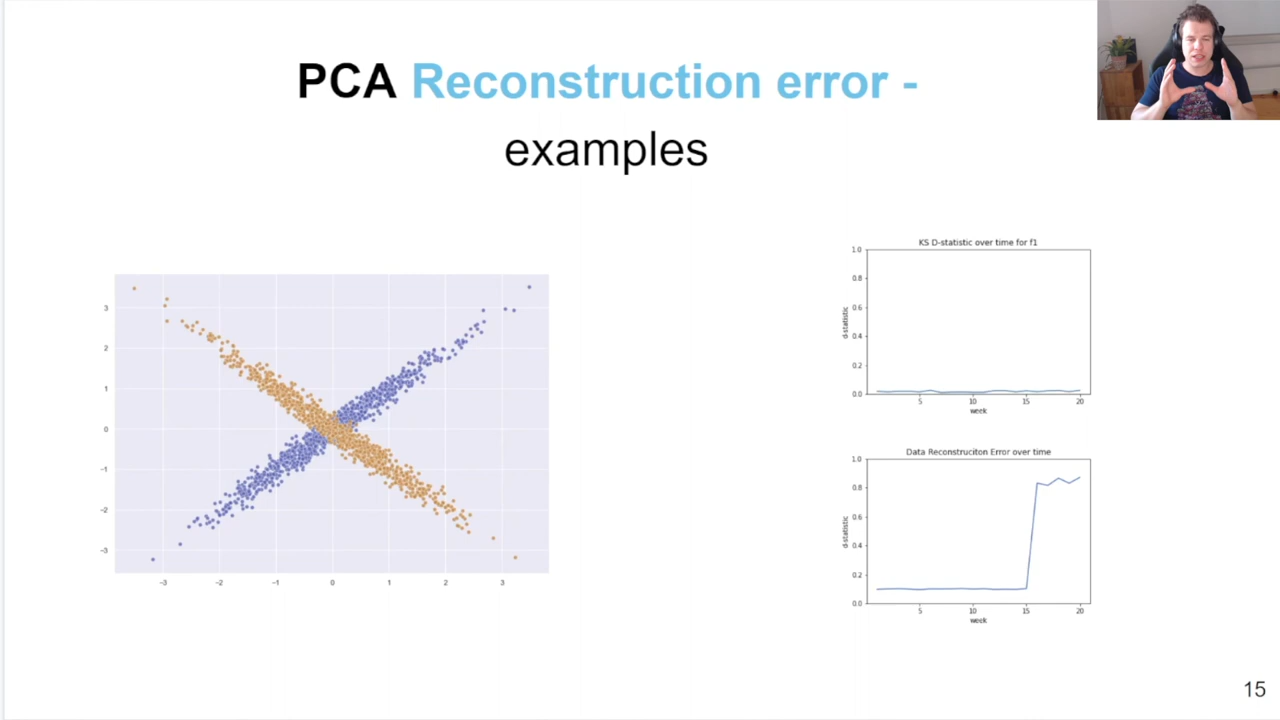 PCA Reconstruction error -
examples
3
2
1
0
−1
−2
−3
−3 −2 −1 0 1 2 3
KS D-statistic over time for f1
1.0
0.8
0.6
0.4
0.2
0.0
d-statistic
5 10 15 20
week
Data Reconstruciton Error over time
1.0
0.8
0.6
0.4
0.2
0.0
d-statistic
5 10 15 20
week
15